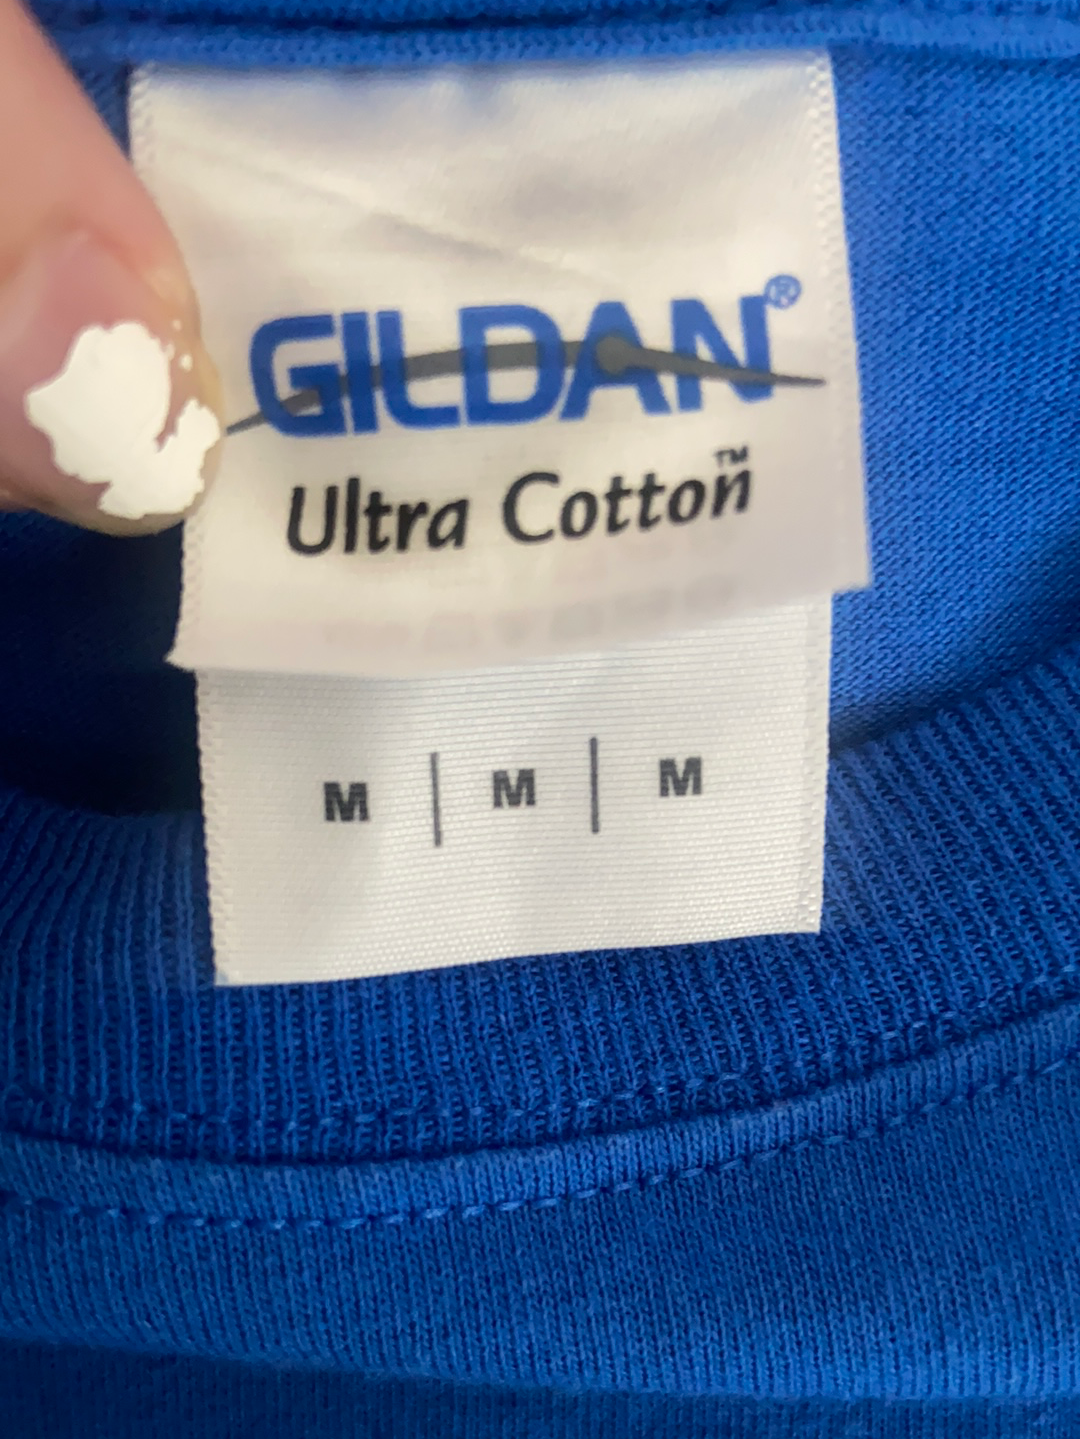 GILDAN®
Ultra Cotton™
M | M | M